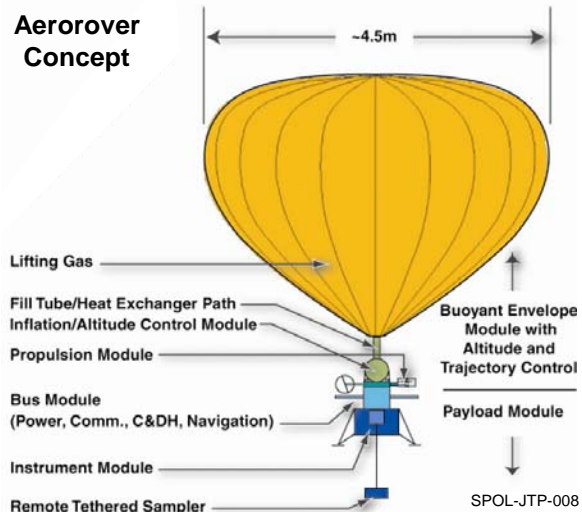 Aerorover
Concept
~4.5m
Lifting Gas
Fill Tube/Heat Exchanger Path
Inflation/Altitude Control Module
Propulsion Module
Bus Module
(Power, Comm., C&DH, Navigation)
Instrument Module
Remote Tethered Sampler
Buoyant Envelope
Module with
Altitude and
Trajectory Control
Payload Module
SPOL-JTP-008